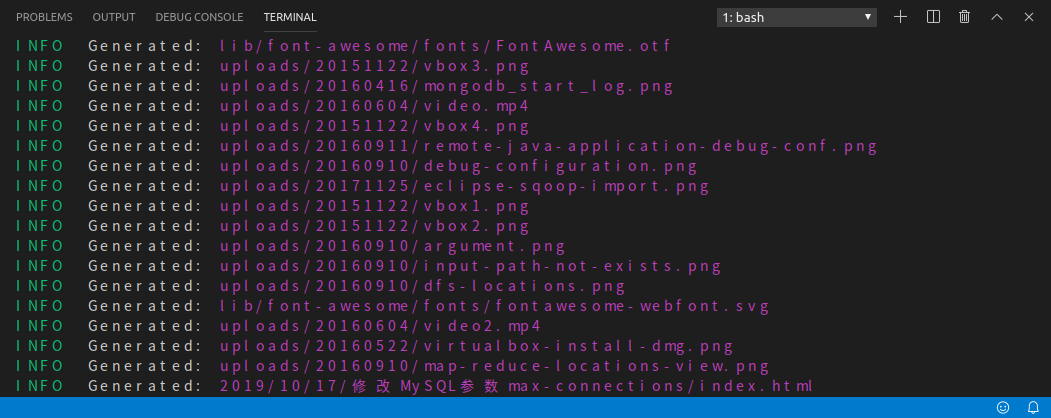 PROBLEMS OUTPUT DEBUG CONSOLE TERMINAL 1: bash
INFO Generated: lib/font-awesome/fonts/FontAwesome.otf
INFO Generated: uploads/20151122/vbox3.png
INFO Generated: uploads/20160416/mongodb_start_log.png
INFO Generated: uploads/20160604/video.mp4
INFO Generated: uploads/20151122/vbox4.png
INFO Generated: uploads/20160911/remote-java-application-debug-conf.png
INFO Generated: uploads/20160910/debug-configuration.png
INFO Generated: uploads/20171125/eclipse-sqoop-import.png
INFO Generated: uploads/20151122/vbox1.png
INFO Generated: uploads/20151122/vbox2.png
INFO Generated: uploads/20160910/argument.png
INFO Generated: uploads/20160910/input-path-not-exists.png
INFO Generated: uploads/20160910/dfs-locations.png
INFO Generated: lib/font-awesome/fonts/fontawesome-webfont.svg
INFO Generated: uploads/20160604/video2.mp4
INFO Generated: uploads/20160522/virtualbox-install-dmg.png
INFO Generated: uploads/20160910/map-reduce-locations-view.png
INFO Generated: 2019/10/17/修改 MySQL参数 max-connections/index.html